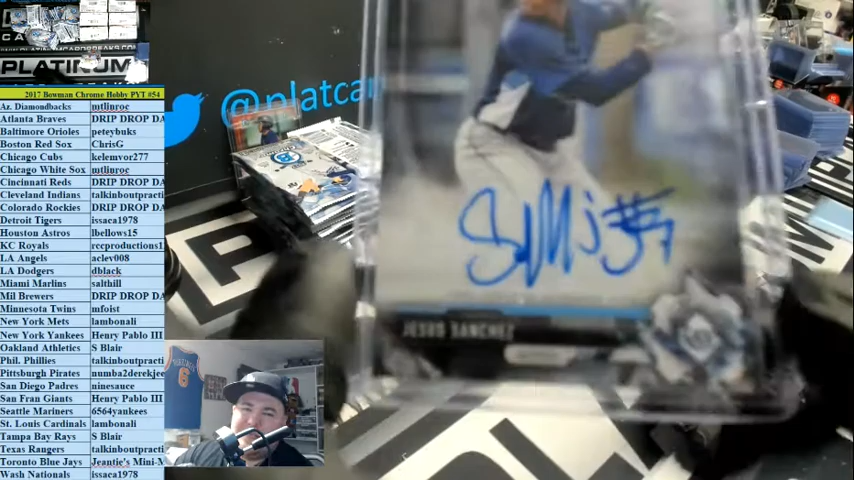 PLATINUM
2017 Bowman Chrome Hobby PYT #54
Az. Diamondbacks mtlinroc
Atlanta Braves DRIP DROP DA
Baltimore Orioles peteybuks
Boston Red Sox ChrisG
Chicago Cubs kelemvor277
Chicago White Sox mtlinroc
Cincinnati Reds DRIP DROP DA
Cleveland Indians talkinboutpracti
Colorado Rockies DRIP DROP DA
Detroit Tigers issaca1978
Houston Astros lbellows15
KC Royals rccproductions1
LA Angels aclev008
LA Dodgers dblack
Miami Marlins salthill
Mil Brewers DRIP DROP DA
Minnesota Twins mfoist
New York Mets lambonali
New York Yankees Henry Pablo III
Oakland Athletics S Blair
Phil. Phillies talkinboutpracti
Pittsburgh Pirates numba2derekjee
San Diego Padres ninesauce
San Fran Giants Henry Pablo III
Seattle Mariners 6564yankees
St. Louis Cardinals lambonali
Tampa Bay Rays S Blair
Texas Rangers talkinboutpracti
Toronto Blue Jays Jeantie's Mini-M
Wash Nationals issaca1978
@platcar
JESUS SANCHEZ
6